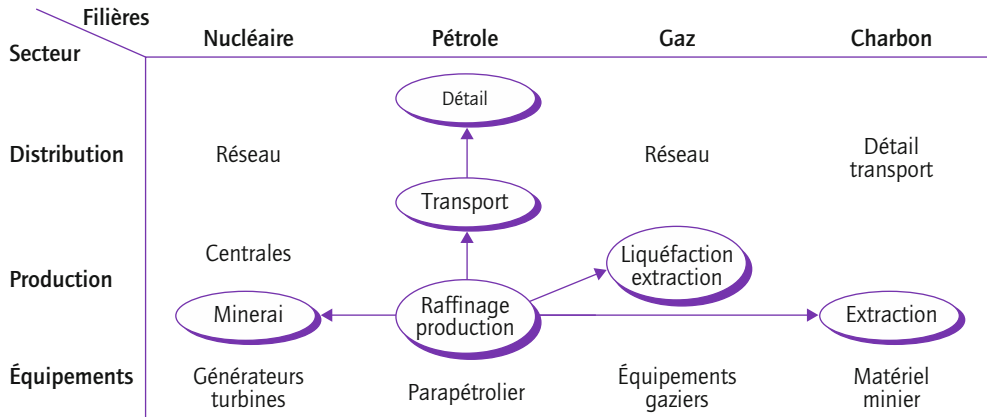 Filières
Secteur
Nucléaire
Pétrole
Gaz
Charbon
Détail
Distribution
Réseau
Réseau
Détail
transport
Transport
Production
Centrales
Liquéfaction
extraction
Minerai
Raffinage
production
Extraction
Équipements
Générateurs
turbines
Parapétrolier
Équipements
gaziers
Matériel
minier